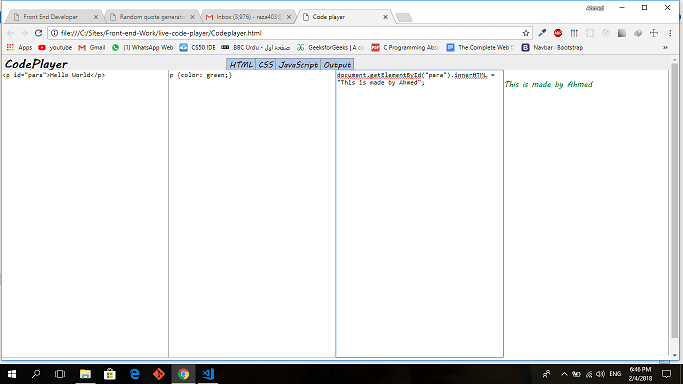 Ahmed
Front End Developer
Random quote generato
Inbox (3,976) - raza403@
Code player
file:///C:/Sites/Front-end-Work/live-code-player/Codeplayer.html
Apps
youtube
Gmail
(1) WhatsApp Web
CS50 IDE
BBC Urdu - صفحۂ اول
GeeksforGeeks | A co
C Programming Abso
The Complete Web D
Navbar · Bootstrap
CodePlayer
HTML CSS JavaScript Output
<p id="para">Hello World</p>
p {color: green;}
document.getElementById("para").innerHTML =
"This is made by Ahmed";
This is made by Ahmed
ENG
6:46 PM
2/4/2018